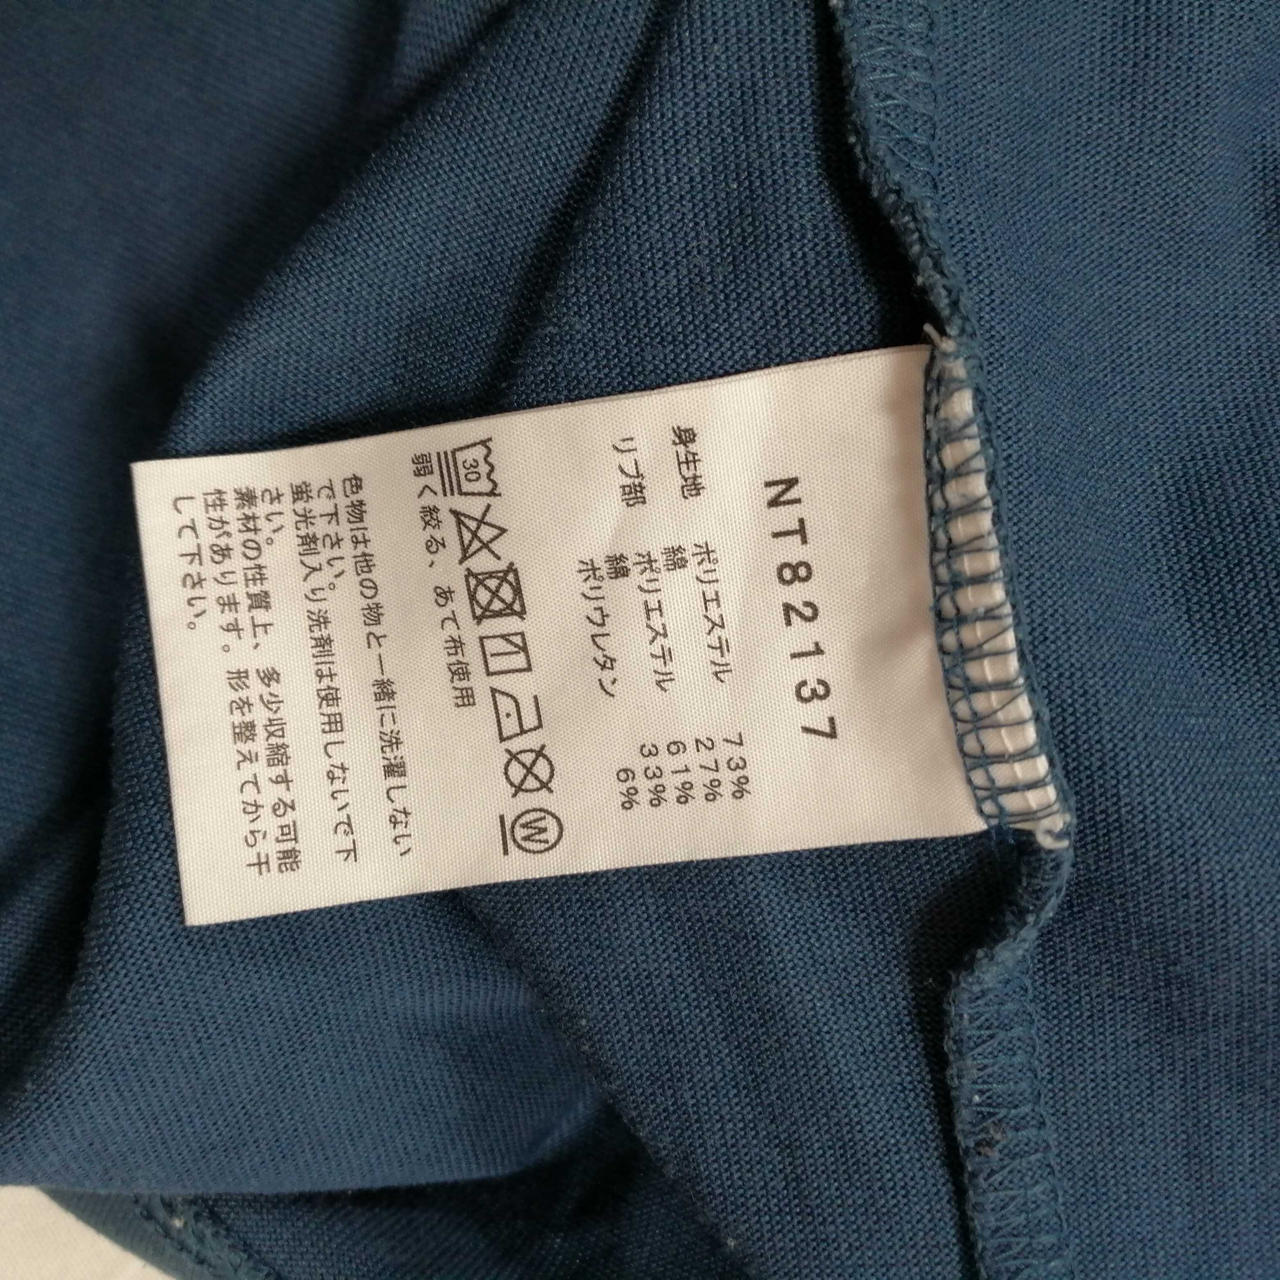 NT82137
身生地 ポリエステル 73%
綿 27%
リブ部 ポリエステル 61%
綿 33%
ポリウレタン 6%
30
W
弱く絞る、あて布使用
色物は他の物と一緒に洗濯しない
で下さい。
蛍光剤入り洗剤は使用しないで下
さい。
素材の性質上、多少収縮する可能
性があります。形を整えてから干
して下さい。